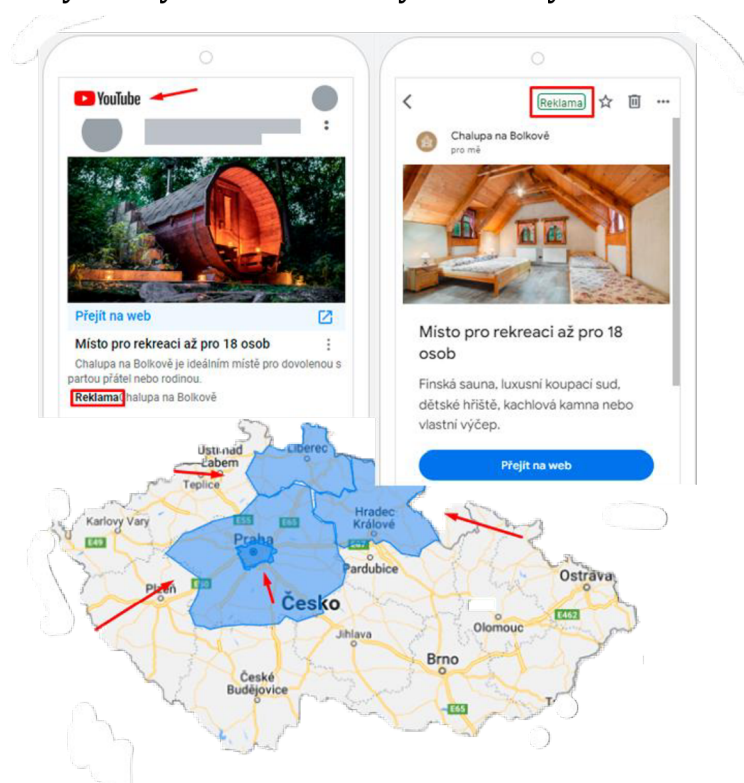 YouTube
Přejít na web
Místo pro rekreaci až pro 18 osob
Chalupa na Bolkově je ideálním místě pro dovolenou s
partou přátel nebo rodinou.
Reklama Chalupa na Bolkově
Reklama
Chalupa na Bolkově
pro mě
Místo pro rekreaci až pro 18
osob
Finská sauna, luxusní koupací sud,
dětské hřiště, kachlová kamna nebo
vlastní výčep.
Přejít na web
Ústí nad
Labem
Liberec
Teplice
Karlovy Vary
E49
E55
E65
Hradec
Králové
E67
Praha
Pardubice
Plzeň
E50
Česko
Ostrava
E462
Olomouc
Jihlava
Brno
České
Budějovice
E65